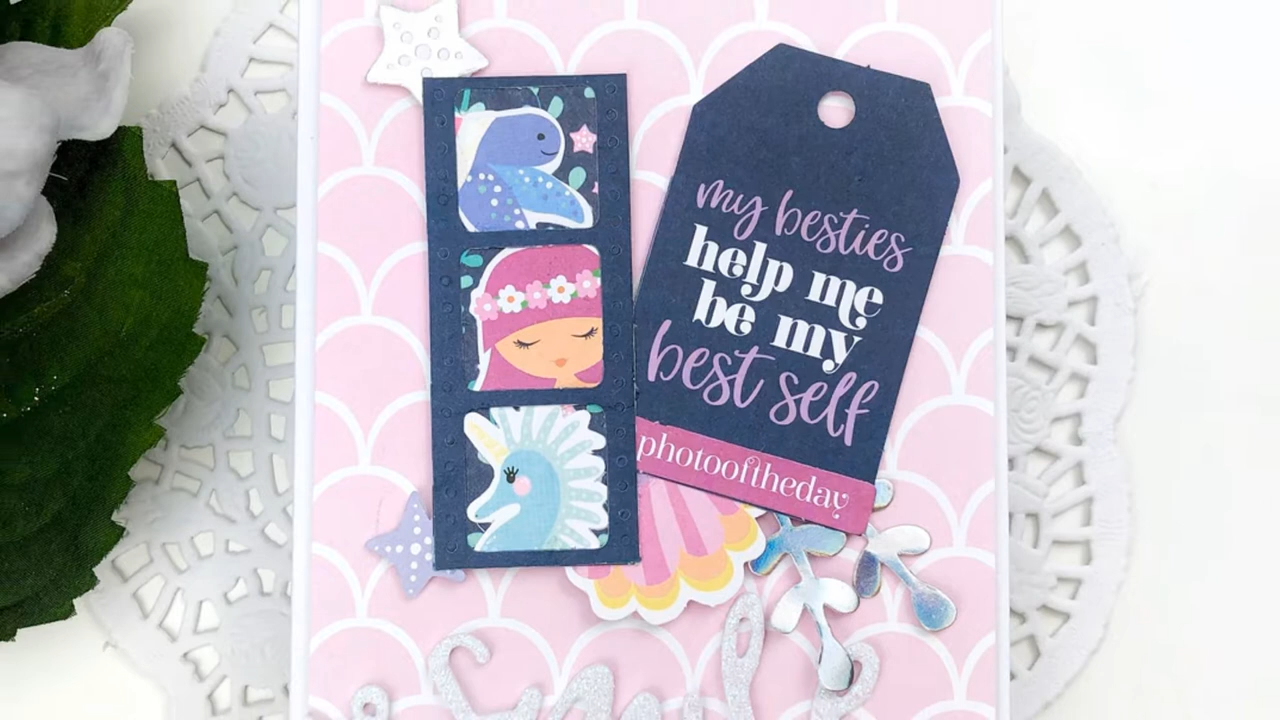 my besties
help me
be my
best self
photooftheday